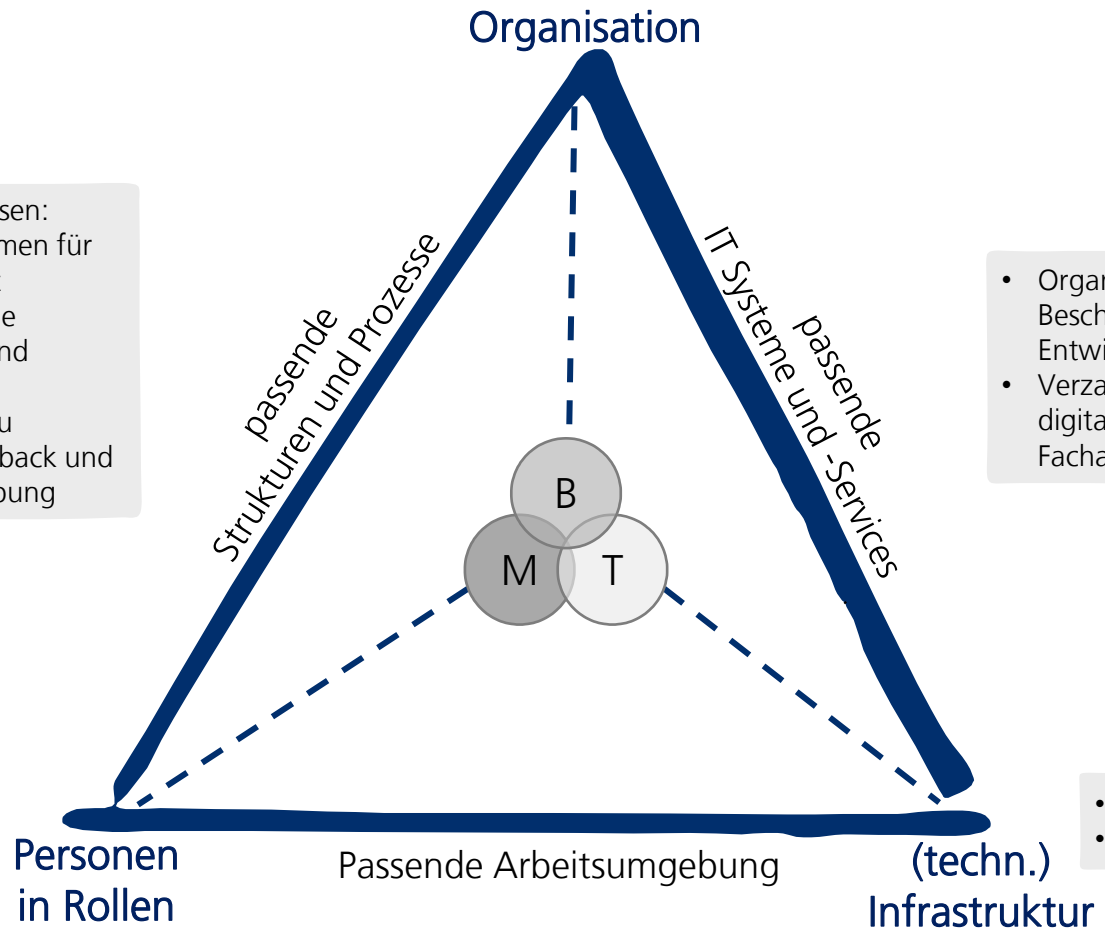 Organisation
sen:
men für
e
nd
u
back und
bung
passende
Strukturen und Prozesse
passende
IT Systeme und -Services
• Organ
Besch
Entwi
• Verza
digita
Facha
B
M
T
•
•
Personen
in Rollen
Passende Arbeitsumgebung
(techn.)
Infrastruktur